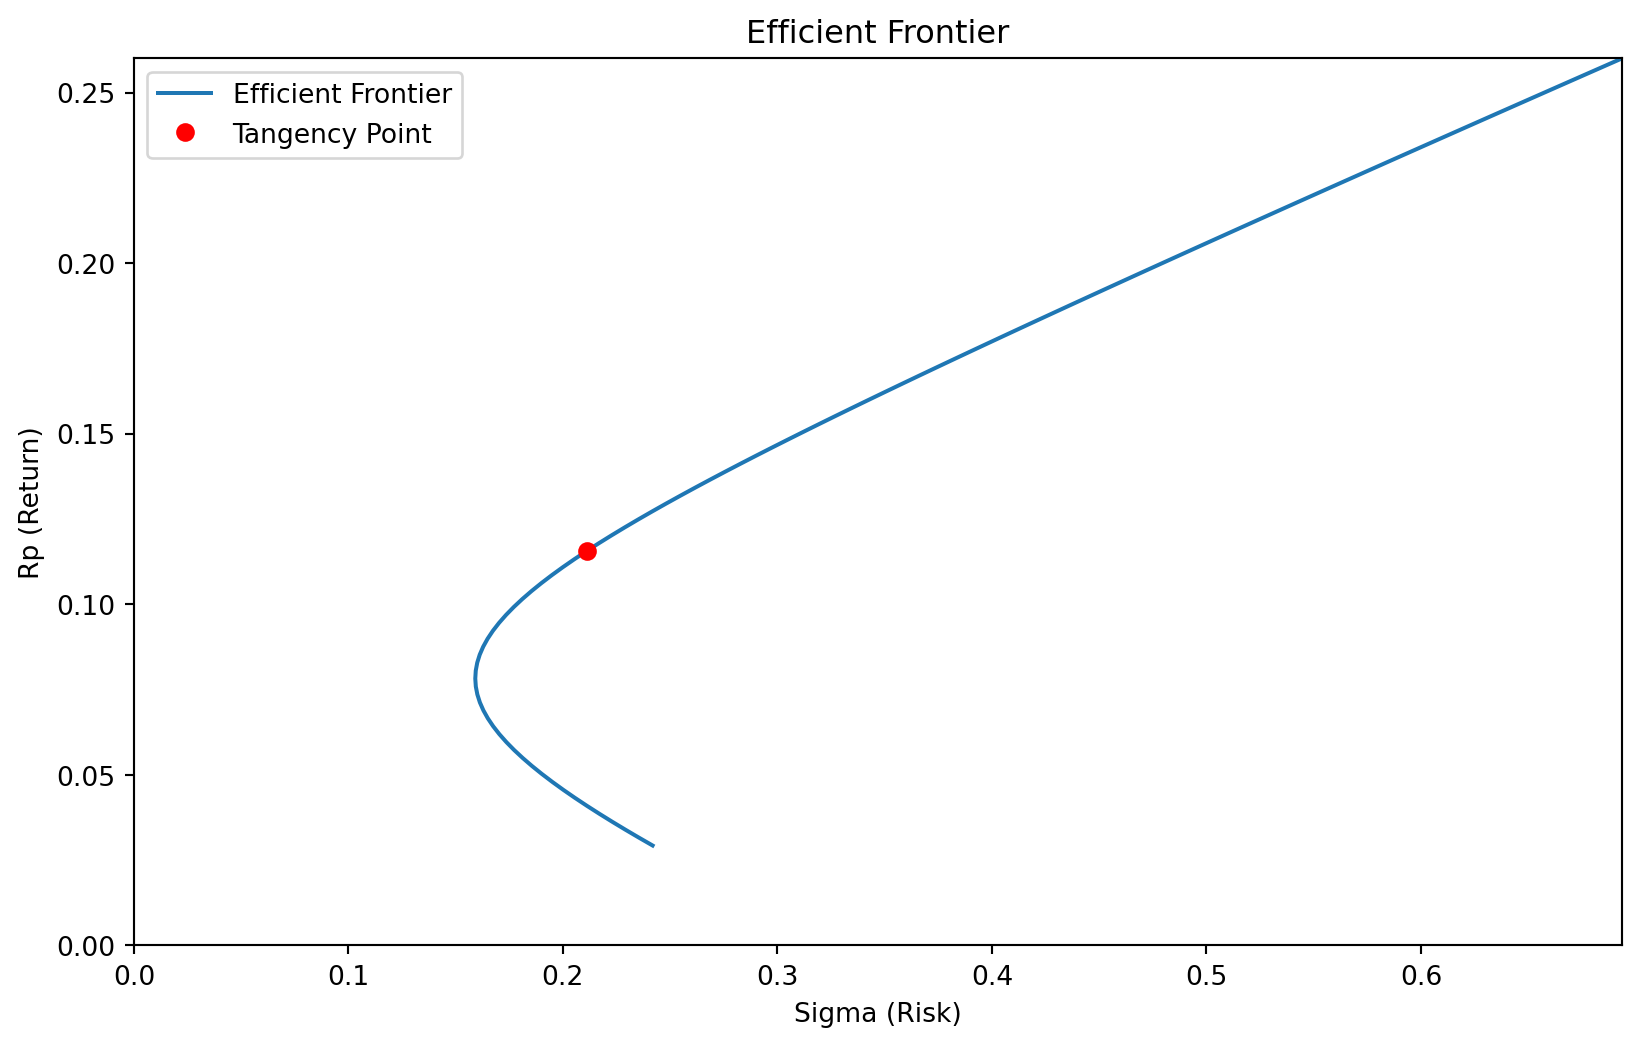 Efficient Frontier
Efficient Frontier
Tangency Point
0.25
0.20
0.15
0.10
0.05
0.00
Rp (Return)
0.0 0.1 0.2 0.3 0.4 0.5 0.6
Sigma (Risk)